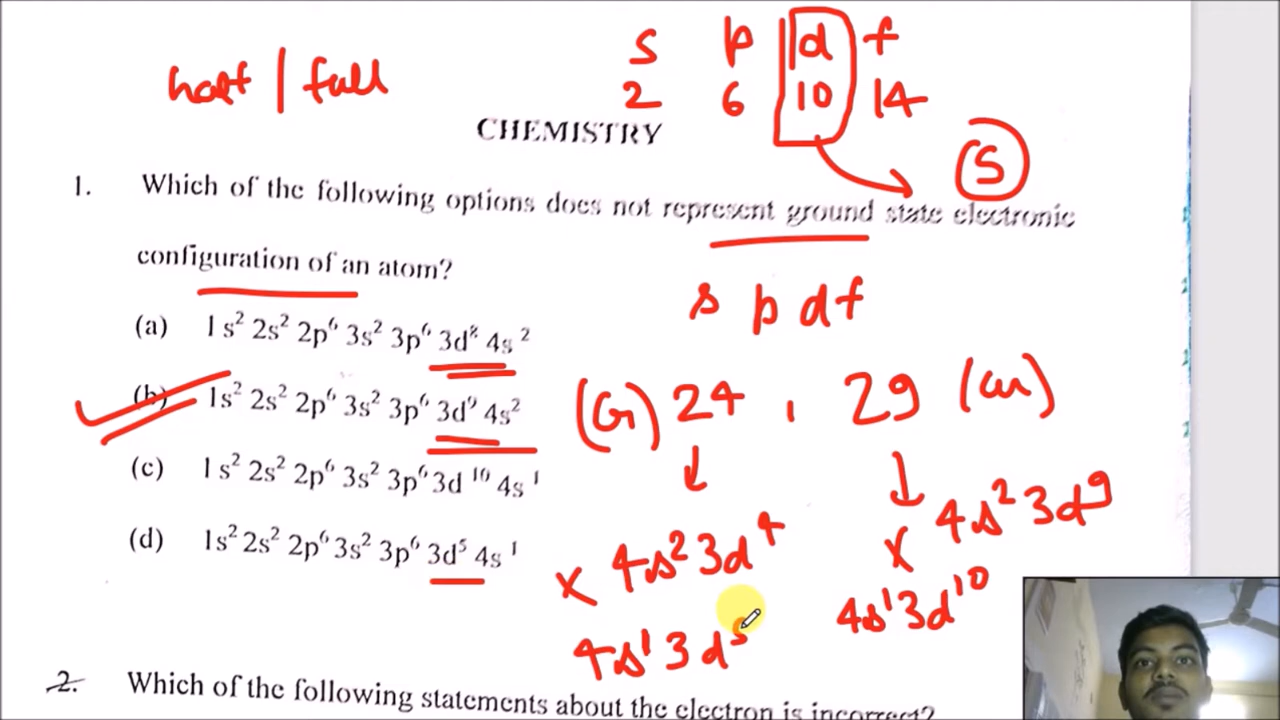 half | full
s p d f
2 6 10 14
CHEMISTRY
S
1. Which of the following options does not represent ground state electronic
configuration of an atom?
s p d f
(a) 1s² 2s² 2p⁶ 3s² 3p⁶ 3d⁸ 4s²
(b) 1s² 2s² 2p⁶ 3s² 3p⁶ 3d⁹ 4s²
(c) 1s² 2s² 2p⁶ 3s² 3p⁶ 3d¹⁰ 4s¹
(d) 1s² 2s² 2p⁶ 3s² 3p⁶ 3d⁵ 4s¹
(Cr) 24 , 29 (Cu)
x 4s² 3d⁴
x 4s² 3d⁹
4s¹ 3d⁵
4s¹ 3d¹⁰
2. Which of the following statements about the electron is incorrect?